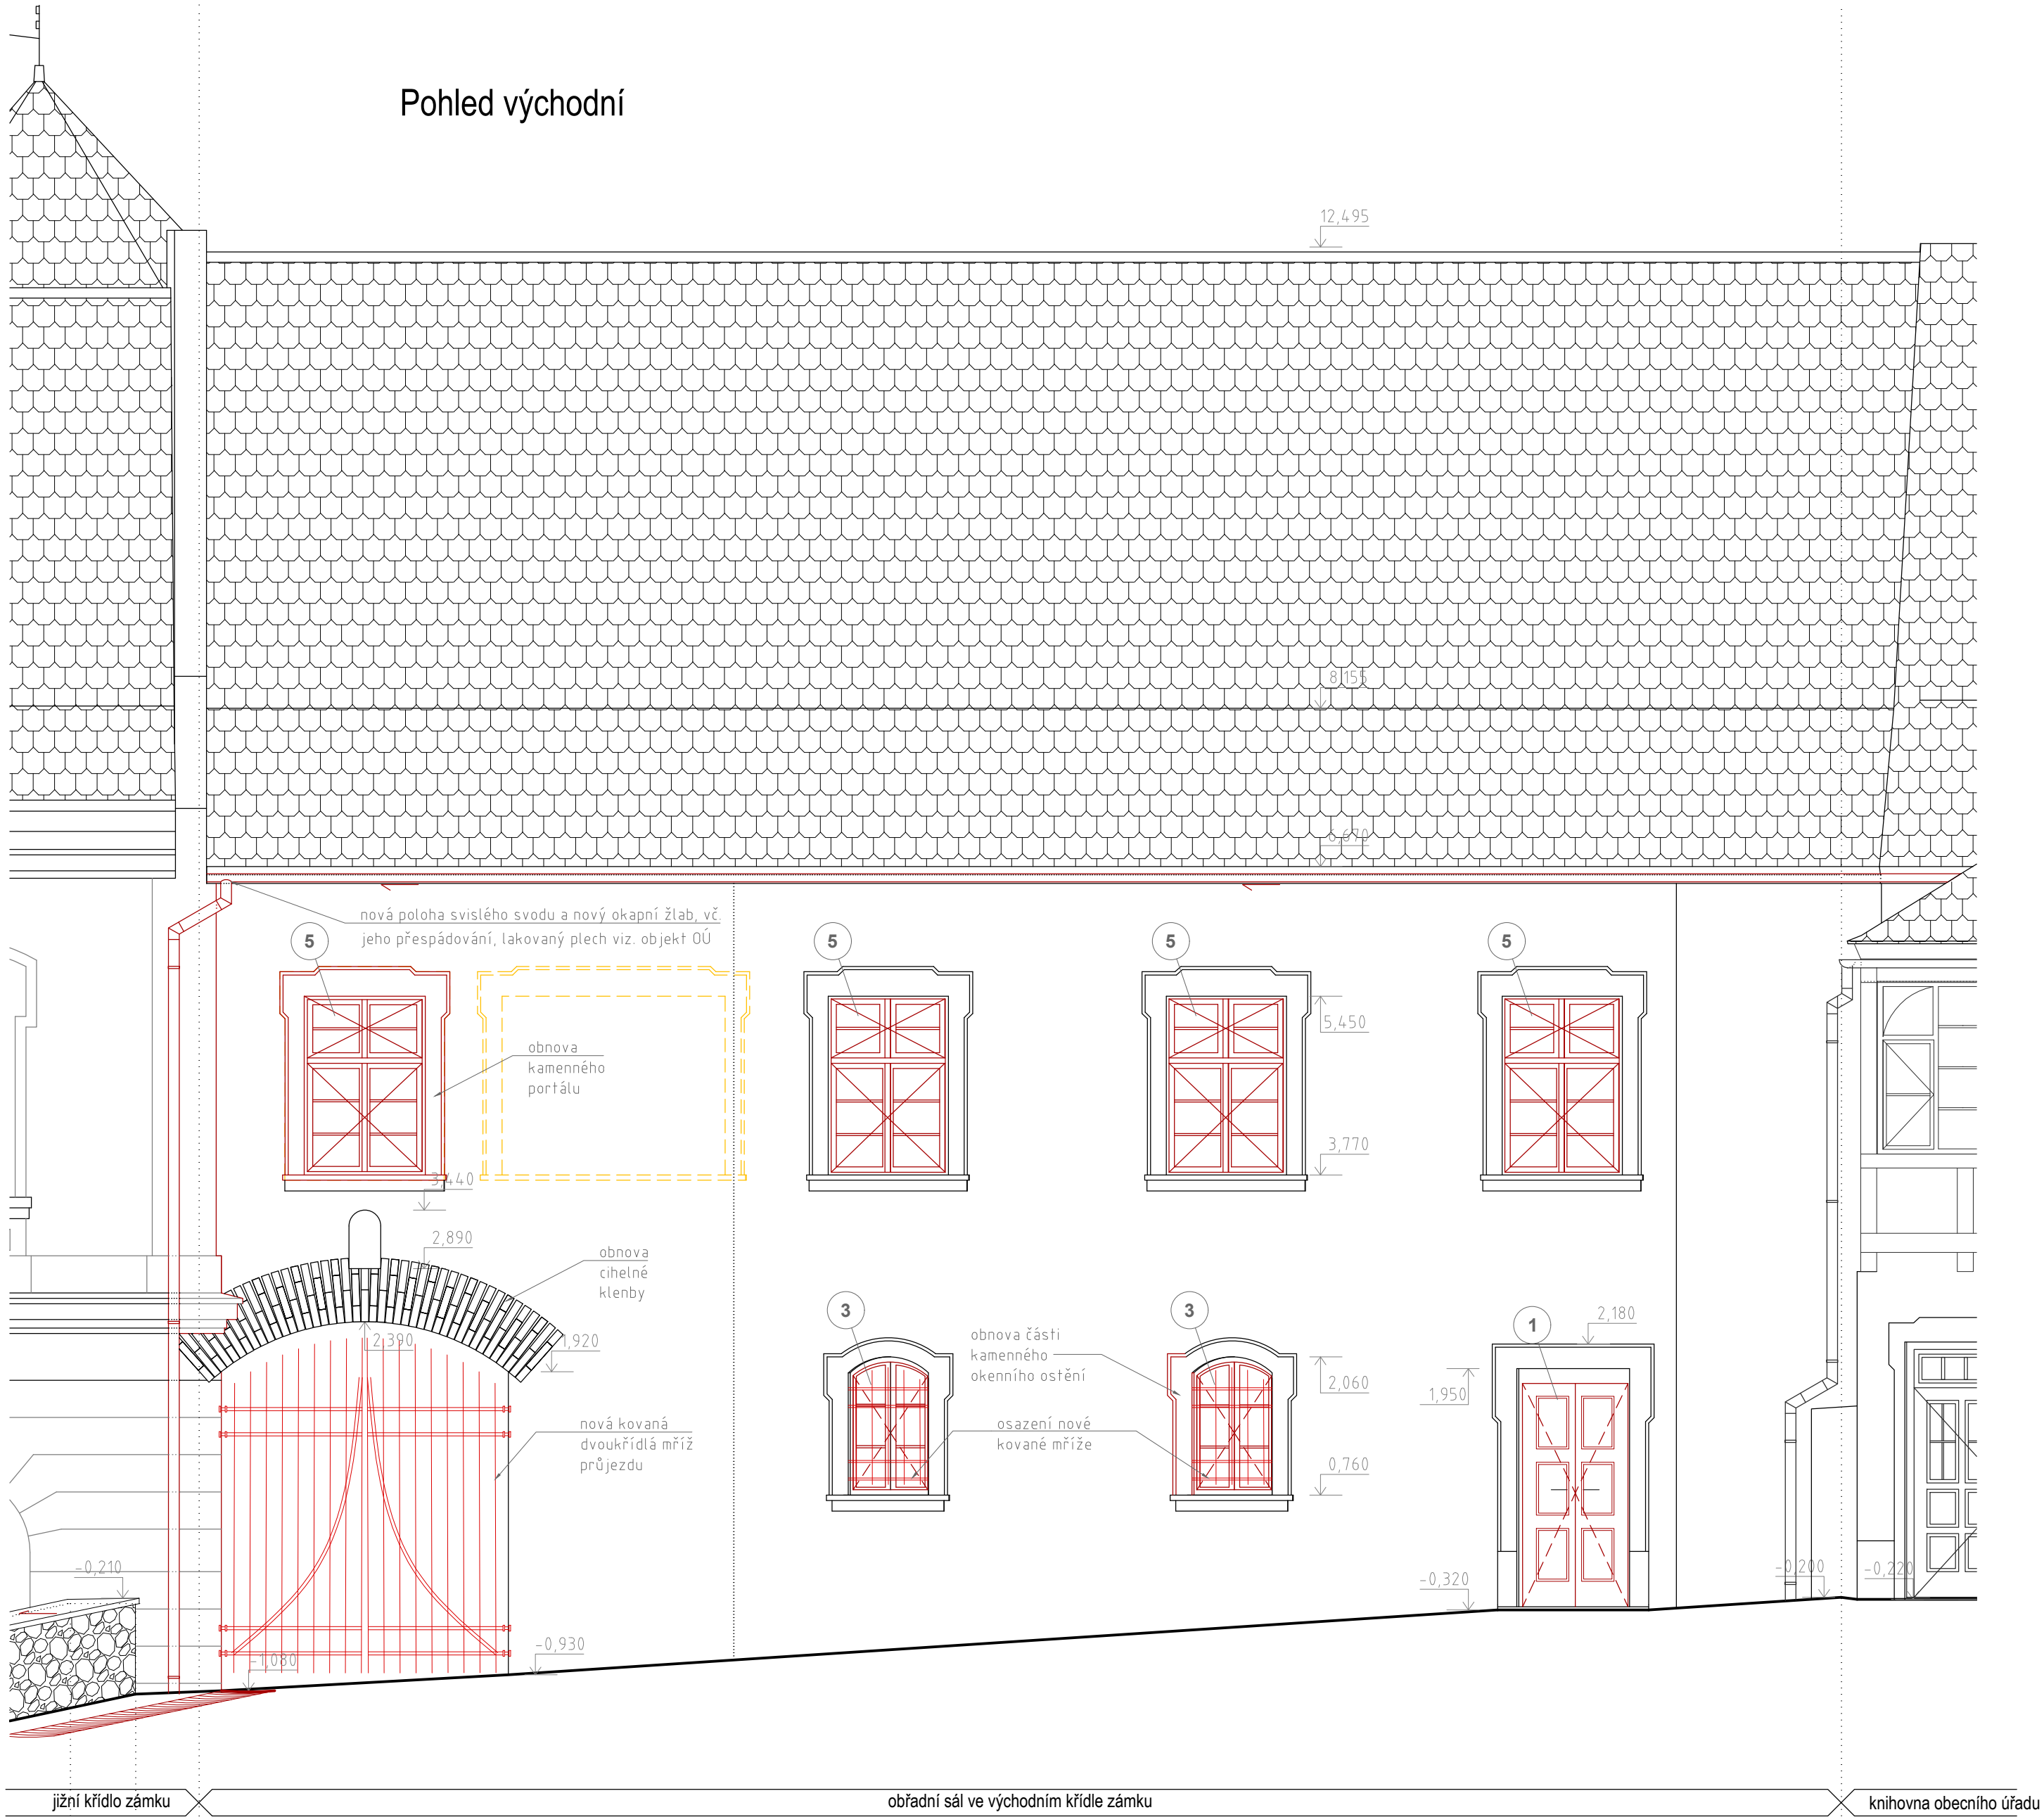 Pohled východní
12,495
8,155
6,670
nová poloha svislého svodu a nový okapní žlab, vč.
jeho přespádování, lakovaný plech viz. objekt OÚ
5
5
5
5
5,450
obnova
kamenného
portálu
3,770
3,440
2,890
obnova
cihelné
klenby
3
3
1
2,180
2,390
1,920
obnova části
kamenného
okenního ostění
2,060
1,950
nová kovaná
dvoukřídlá mříž
průjezdu
osazení nové
kované mříže
0,760
-0,210
-0,320
-0,200
-0,220
-0,930
-1,080
jižní křídlo zámku
obřadní sál ve východním křídle zámku
knihovna obecního úřadu